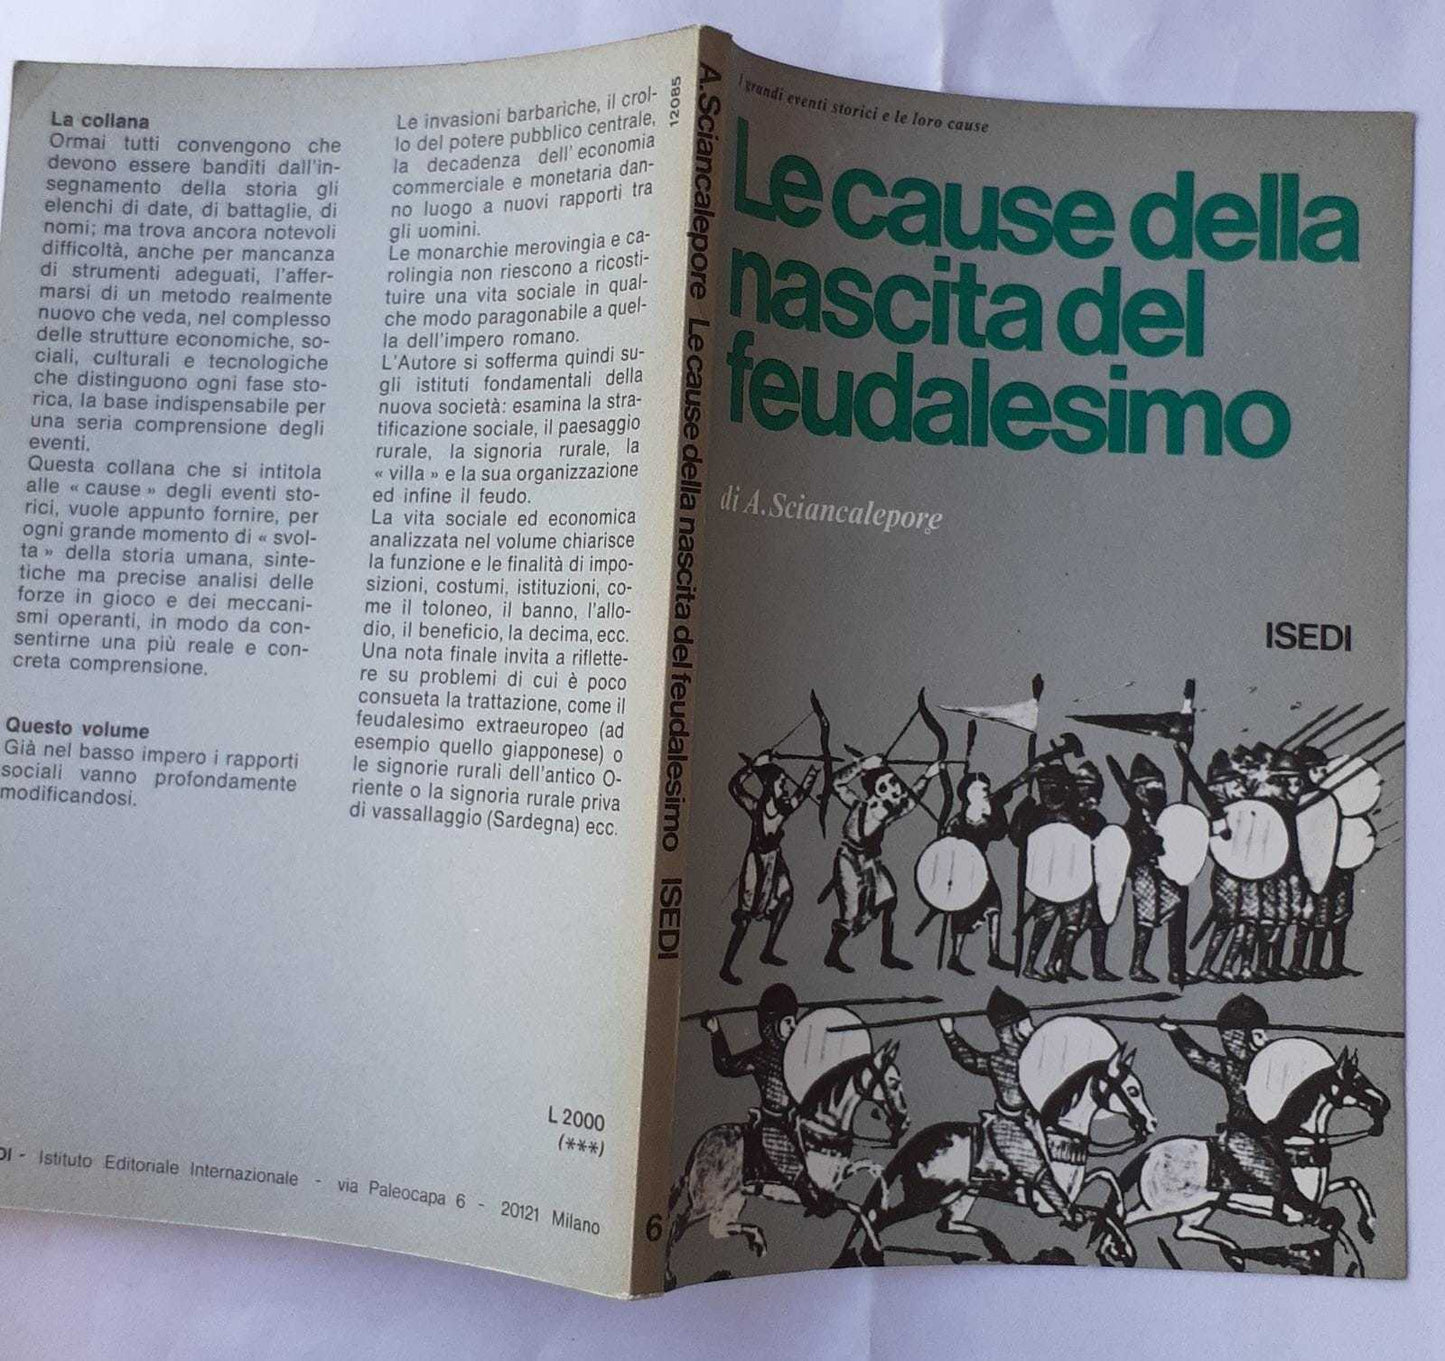 La collana
Ormai tutti convengono che
devono essere banditi dall'in-
segnamento della storia gli
elenchi di date, di battaglie, di
nomi; ma trova ancora notevoli
difficoltà, anche per mancanza
di strumenti adeguati, l'affer-
marsi di un metodo realmente
nuovo che veda, nel complesso
delle strutture economiche, so-
ciali, culturali e tecnologiche
che distinguono ogni fase sto-
rica, la base indispensabile per
una seria comprensione degli
eventi.
Questa collana che si intitola
alle « cause » degli eventi sto-
rici, vuole appunto fornire, per
ogni grande momento di « svol-
ta » della storia umana, sinte-
tiche ma precise analisi delle
forze in gioco e dei meccani-
smi operanti, in modo da con-
sentirne una più reale e con-
creta comprensione.
Questo volume
Già nel basso impero i rapporti
sociali vanno profondamente
modificandosi.
Le invasioni barbariche, il crol-
lo del potere pubblico centrale,
la decadenza dell'economia
commerciale e monetaria dan-
no luogo a nuovi rapporti tra
gli uomini.
Le monarchie merovingia e ca-
rolingia non riescono a ricosti-
tuire una vita sociale in qual-
che modo paragonabile a quel-
la dell'impero romano.
L'Autore si sofferma quindi su-
gli istituti fondamentali della
nuova società: esamina la stra-
tificazione sociale, il paesaggio
rurale, la signoria rurale, la
« villa » e la sua organizzazione
ed infine il feudo.
La vita sociale ed economica
analizzata nel volume chiarisce
la funzione e le finalità di impo-
sizioni, costumi, istituzioni, co-
me il toloneo, il banno, l'allo-
dio, il beneficio, la decima, ecc.
Una nota finale invita a riflette-
re su problemi di cui è poco
consueta la trattazione, come il
feudalesimo extraeuropeo (ad
esempio quello giapponese) o
le signorie rurali dell'antico O-
riente o la signoria rurale priva
di vassallaggio (Sardegna) ecc.
L 2000
(***)
DI - Istituto Editoriale Internazionale - via Paleocapa 6 - 20121 Milano
12085
A.Sciancalepore Le cause della nascita del feudalesimo ISEDI
6
I grandi eventi storici e le loro cause
Le cause della
nascita del
feudalesimo
di A.Sciancalepore
ISEDI